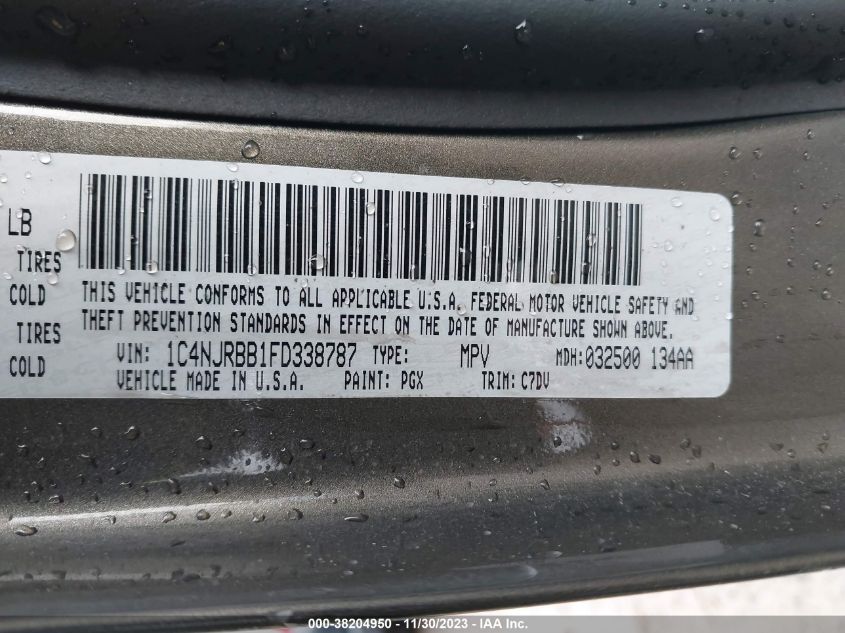 LB
TIRES
COLD
TIRES
COLD
THIS VEHICLE CONFORMS TO ALL APPLICABLE U.S.A. FEDERAL MOTOR VEHICLE SAFETY AND
THEFT PREVENTION STANDARDS IN EFFECT ON THE DATE OF MANUFACTURE SHOWN ABOVE.
VIN: 1C4NJRBB1FD338787 TYPE: MPV MDH:032500 134AA
VEHICLE MADE IN U.S.A. PAINT: PGX TRIM: C7DV
000-38204950 - 11/30/2023 - IAA Inc.